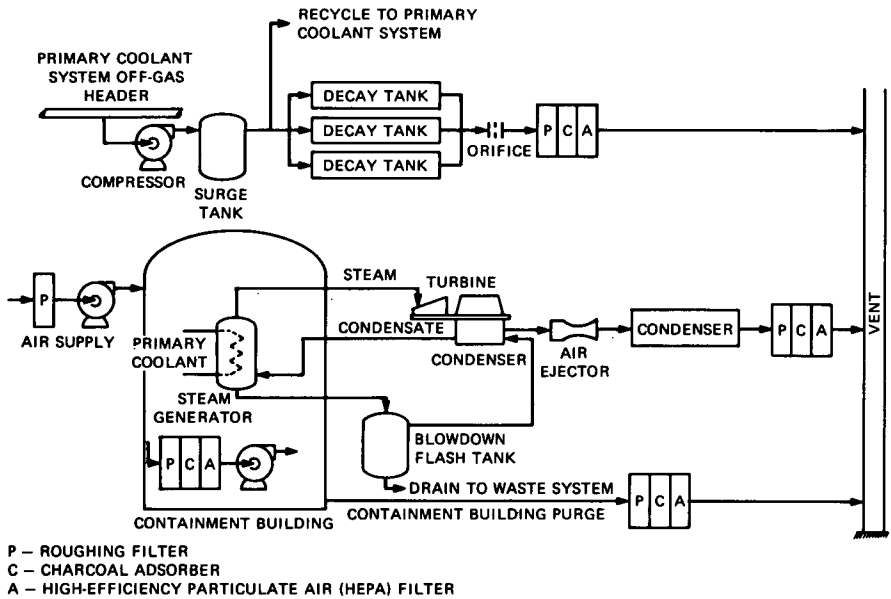 RECYCLE TO PRIMARY
COOLANT SYSTEM
PRIMARY COOLANT
SYSTEM OFF-GAS
HEADER
DECAY TANK
DECAY TANK
DECAY TANK
P C A
ORIFICE
COMPRESSOR
SURGE
TANK
STEAM
TURBINE
P
AIR SUPPLY
PRIMARY
COOLANT
CONDENSATE
CONDENSER
AIR
EJECTOR
CONDENSER
P C A
VENT
STEAM
GENERATOR
BLOWDOWN
FLASH TANK
P C A
DRAIN TO WASTE SYSTEM
CONTAINMENT BUILDING PURGE
P C A
CONTAINMENT BUILDING
P – ROUGHING FILTER
C – CHARCOAL ADSORBER
A – HIGH-EFFICIENCY PARTICULATE AIR (HEPA) FILTER